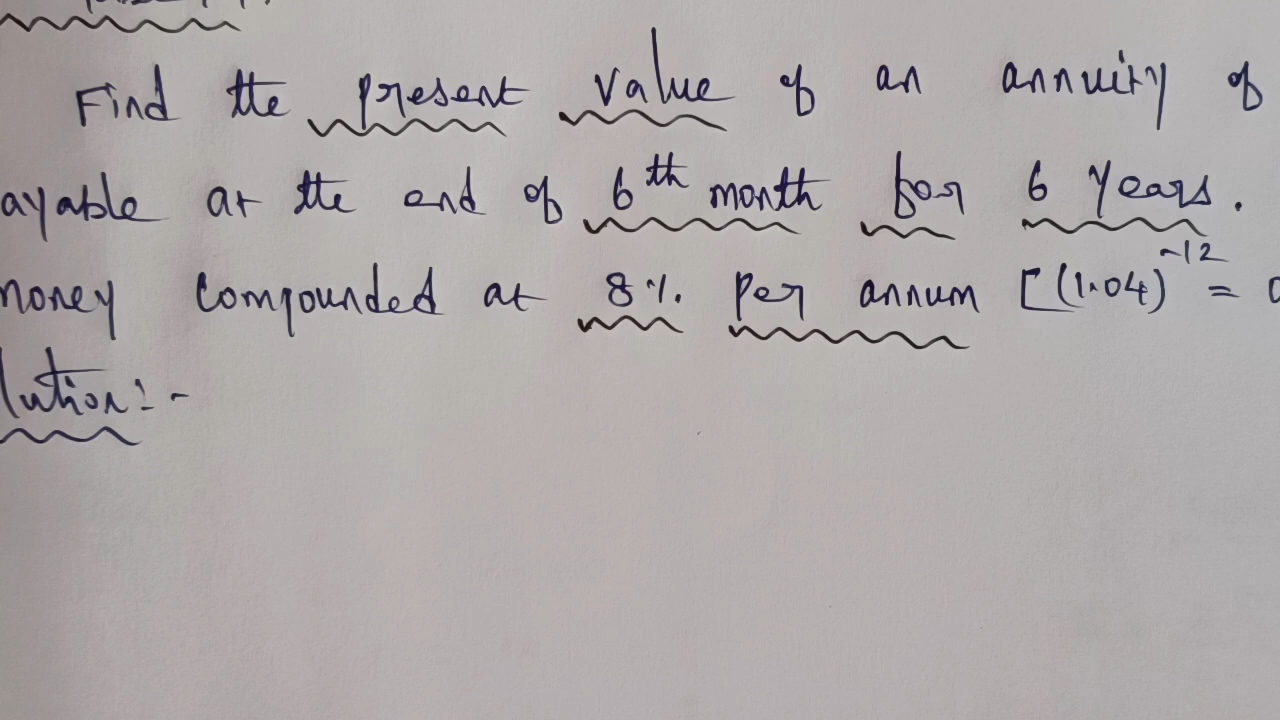 Find the present value of an annuity of
ayable at the end of 6th month for 6 years.
money compounded at 8%. per annum [(1.04)^-12 =
lution:-